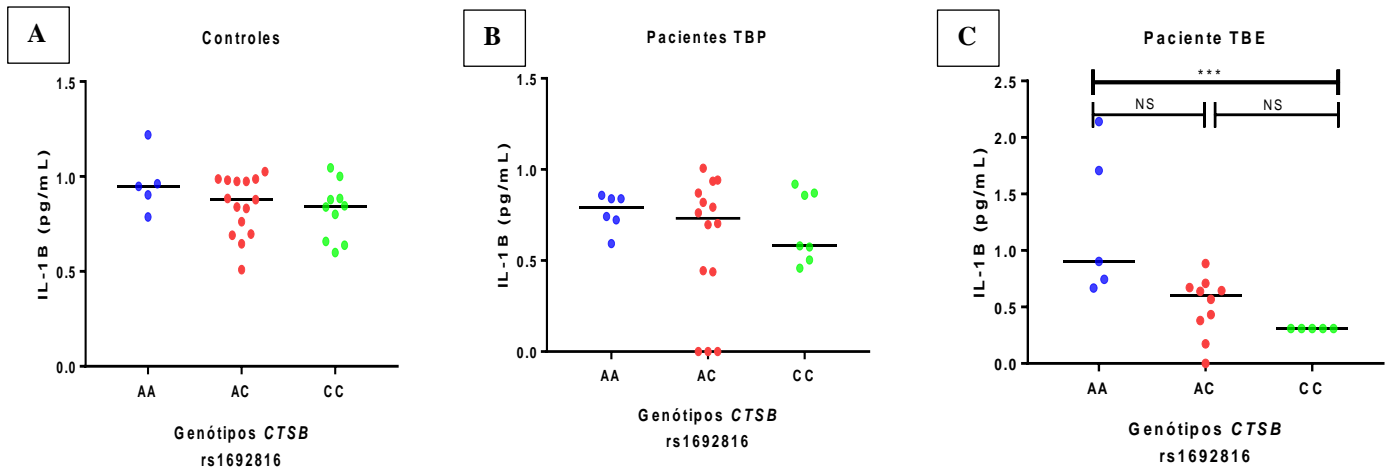 A
Controles
IL-1B (pg/mL)
1.5
1.0
0.5
0.0
AA AC CC
Genótipos CTSB
rs1692816
B
Pacientes TBP
IL-1B (pg/mL)
1.5
1.0
0.5
0.0
AA AC CC
Genótipos CTSB
rs1692816
C
Paciente TBE
***
NS NS
IL-1B (pg/mL)
2.5
2.0
1.5
1.0
0.5
0.0
AA AC CC
Genótipos CTSB
rs1692816